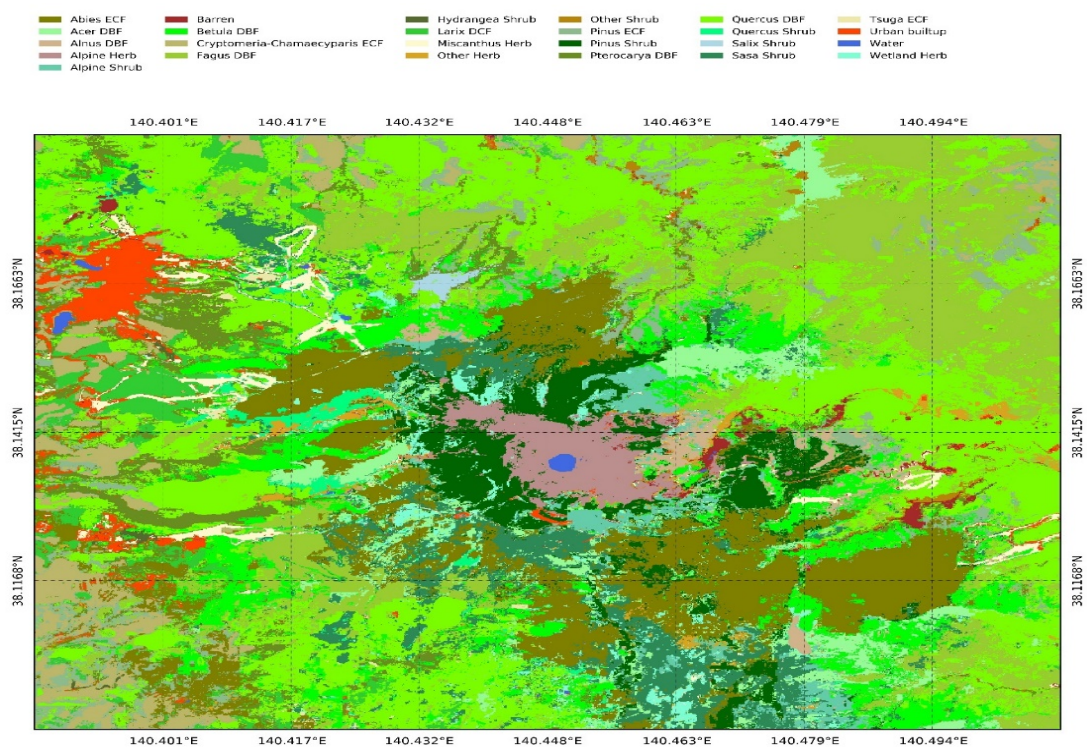 Abies ECF Barren Hydrangea Shrub Other Shrub Quercus DBF Tsuga ECF
Acer DBF Betula DBF Larix DCF Pinus ECF Quercus Shrub Urban builtup
Alnus DBF Cryptomeria-Chamaecyparis ECF Miscanthus Herb Pinus Shrub Salix Shrub Water
Alpine Herb Fagus DBF Other Herb Pterocarya DBF Sasa Shrub Wetland Herb
Alpine Shrub
140.401°E 140.417°E 140.432°E 140.448°E 140.463°E 140.479°E 140.494°E
38.1663°N 38.1663°N
38.1415°N 38.1415°N
38.1168°N 38.1168°N
140.401°E 140.417°E 140.432°E 140.448°E 140.463°E 140.479°E 140.494°E